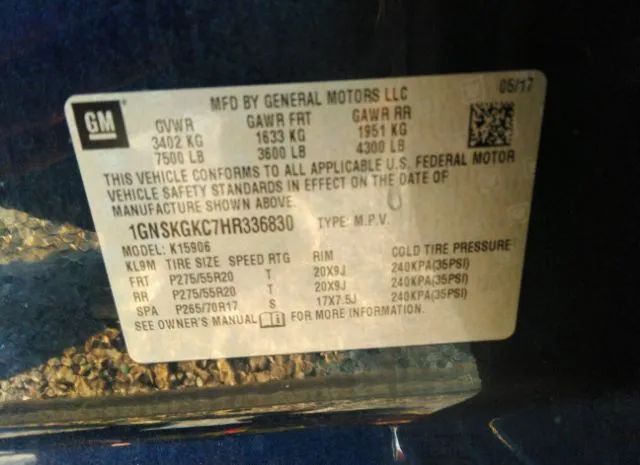 GM
MFD BY GENERAL MOTORS LLC 05/17
GVWR GAWR FRT GAWR RR
3402 KG 1633 KG 1951 KG
7500 LB 3600 LB 4300 LB
THIS VEHICLE CONFORMS TO ALL APPLICABLE U.S. FEDERAL MOTOR
VEHICLE SAFETY STANDARDS IN EFFECT ON THE DATE OF
MANUFACTURE SHOWN ABOVE.
1GNSKGKC7HR336830 TYPE: M.P.V.
MODEL: K15906
KL9M TIRE SIZE SPEED RTG RIM COLD TIRE PRESSURE
FRT P275/55R20 T 20X9J 240KPA(35PSI)
RR P275/55R20 T 20X9J 240KPA(35PSI)
SPA P265/70R17 S 17X7.5J 240KPA(35PSI)
SEE OWNER'S MANUAL FOR MORE INFORMATION.